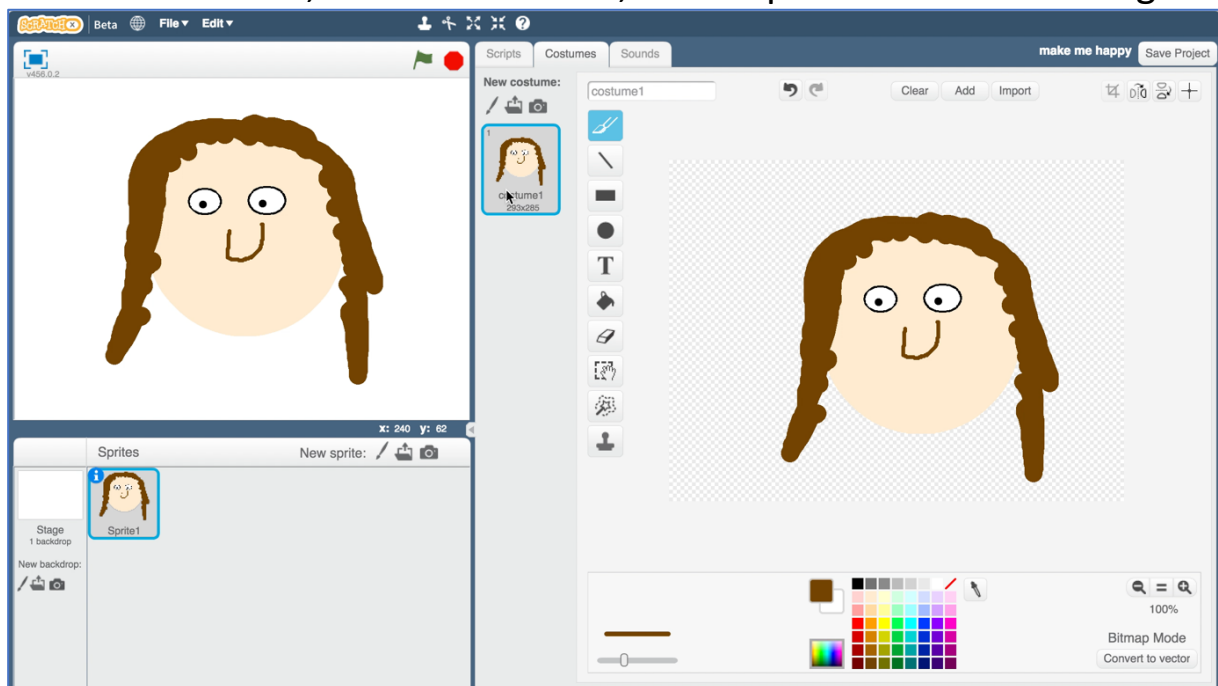 SCRATCHX Beta File Edit
v456.0.2
Scripts Costumes Sounds
make me happy Save Project
New costume:
costume1
Clear Add Import
1
costume1
293x285
T
x: 240 y: 62
Sprites New sprite:
Stage
1 backdrop
Sprite1
New backdrop:
100%
Bitmap Mode
Convert to vector